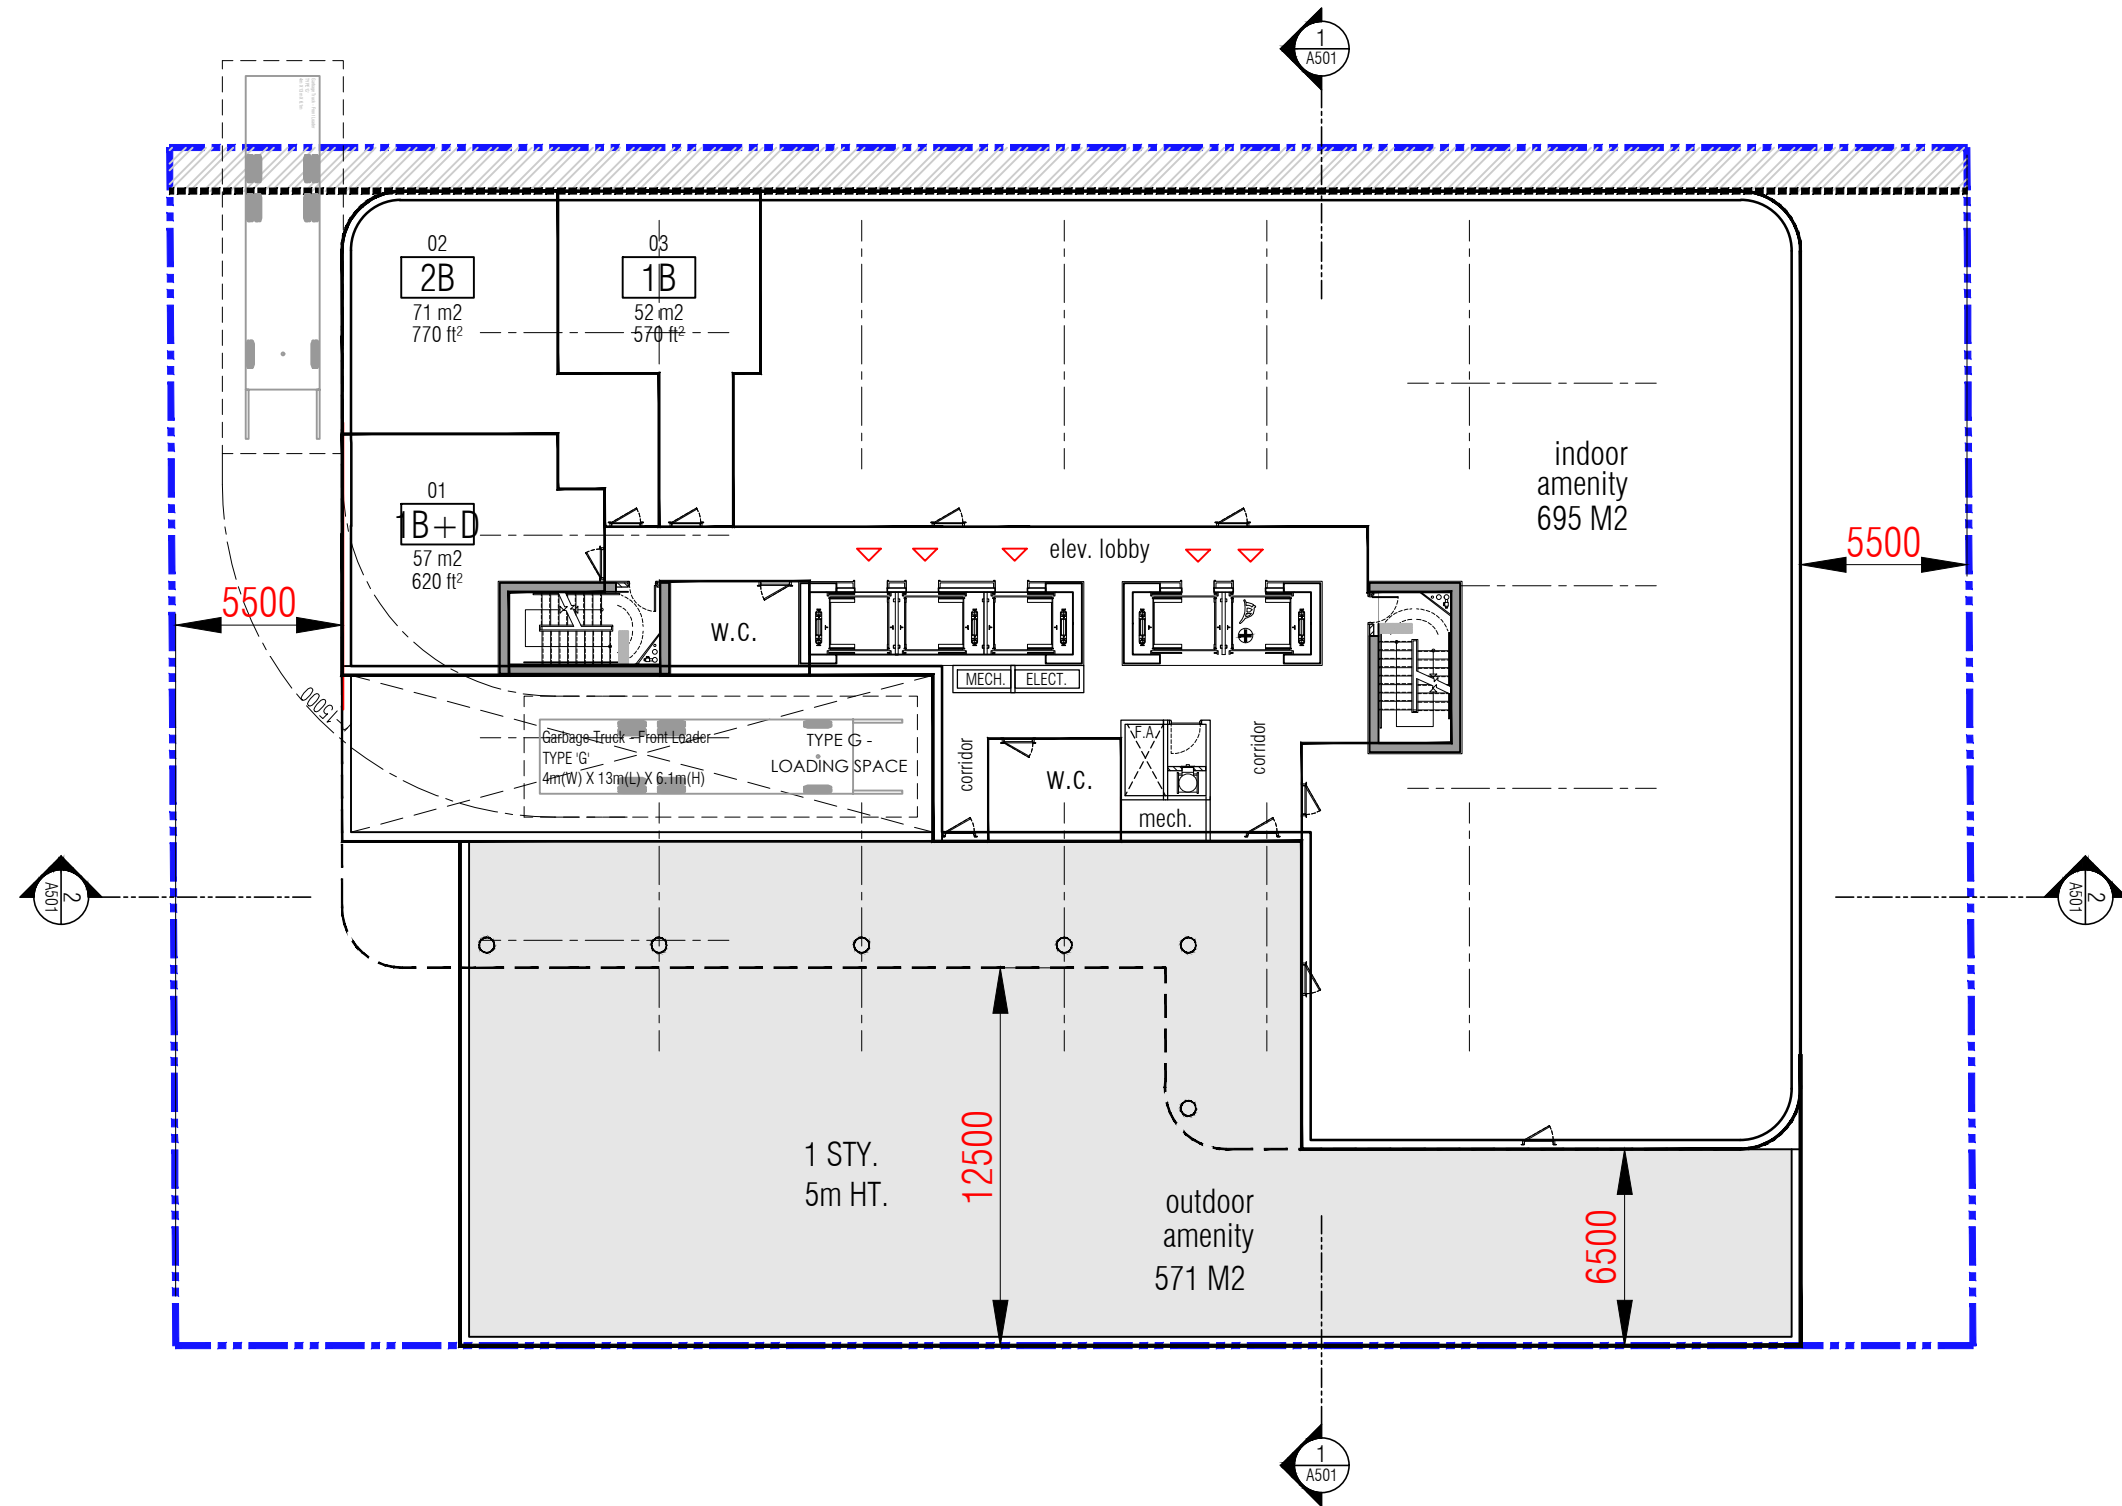 1
A501
02
2B
71 m2
770 ft²
03
1B
52 m2
570 ft²
indoor
amenity
695 M2
01
1B+D
57 m2
620 ft²
5500
5500
elev. lobby
W.C.
MECH.
ELECT.
15000
Garbage Truck - Front Loader
TYPE 'G'
4m(W) X 13m(L) X 6.1m(H)
TYPE G -
LOADING SPACE
corridor
W.C.
F.A.
mech.
corridor
2
A501
2
A501
1 STY.
5m HT.
12500
outdoor
amenity
571 M2
6500
1
A501